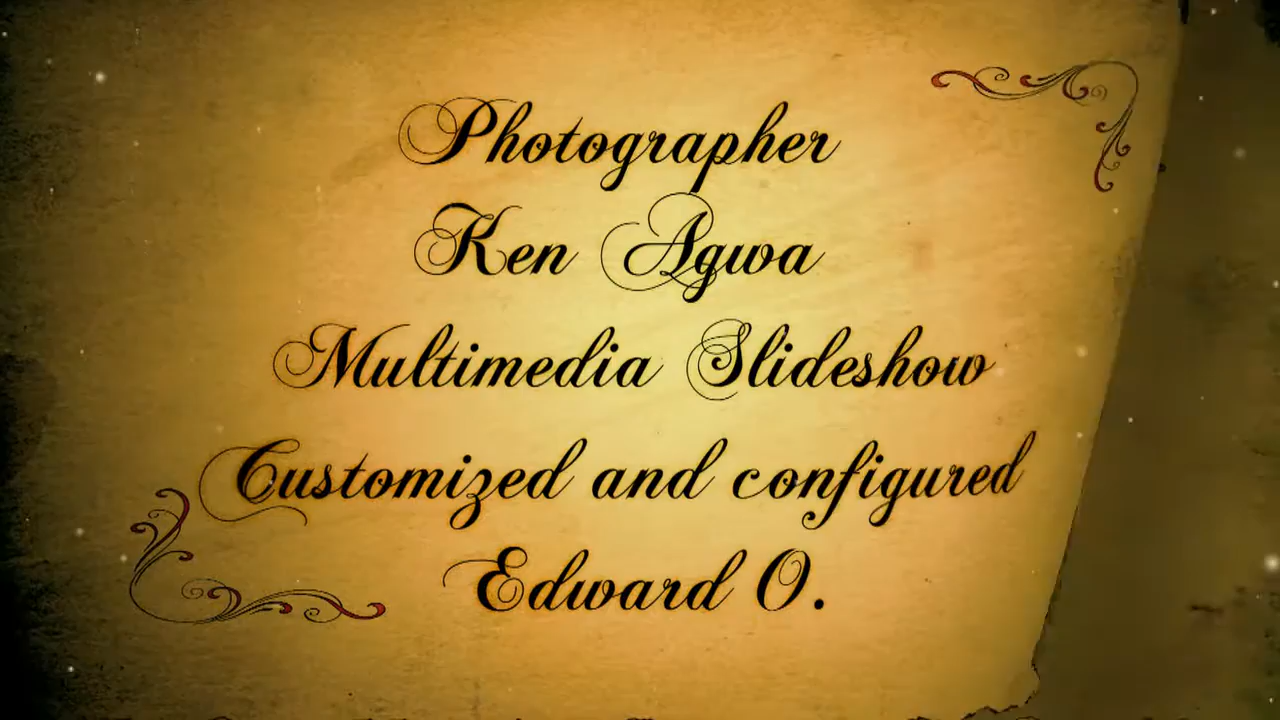 Photographer
Ken Agwa
Multimedia Slideshow
Customized and configured
Edward O.